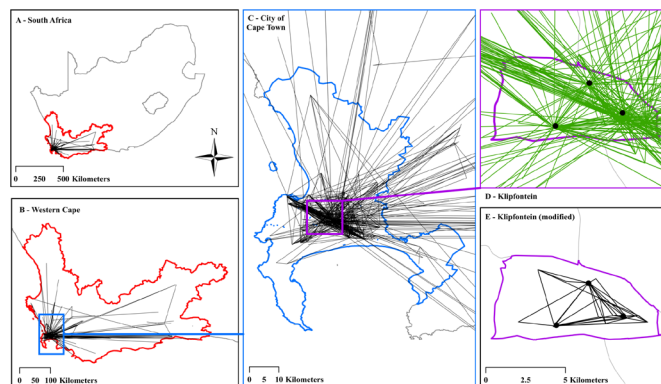 A - South Africa
N
0 250 500 Kilometers
B - Western Cape
0 50 100 Kilometers
C - City of
Cape Town
0 5 10 Kilometers
D - Klipfontein
E - Klipfontein (modified)
0 2.5 5 Kilometers